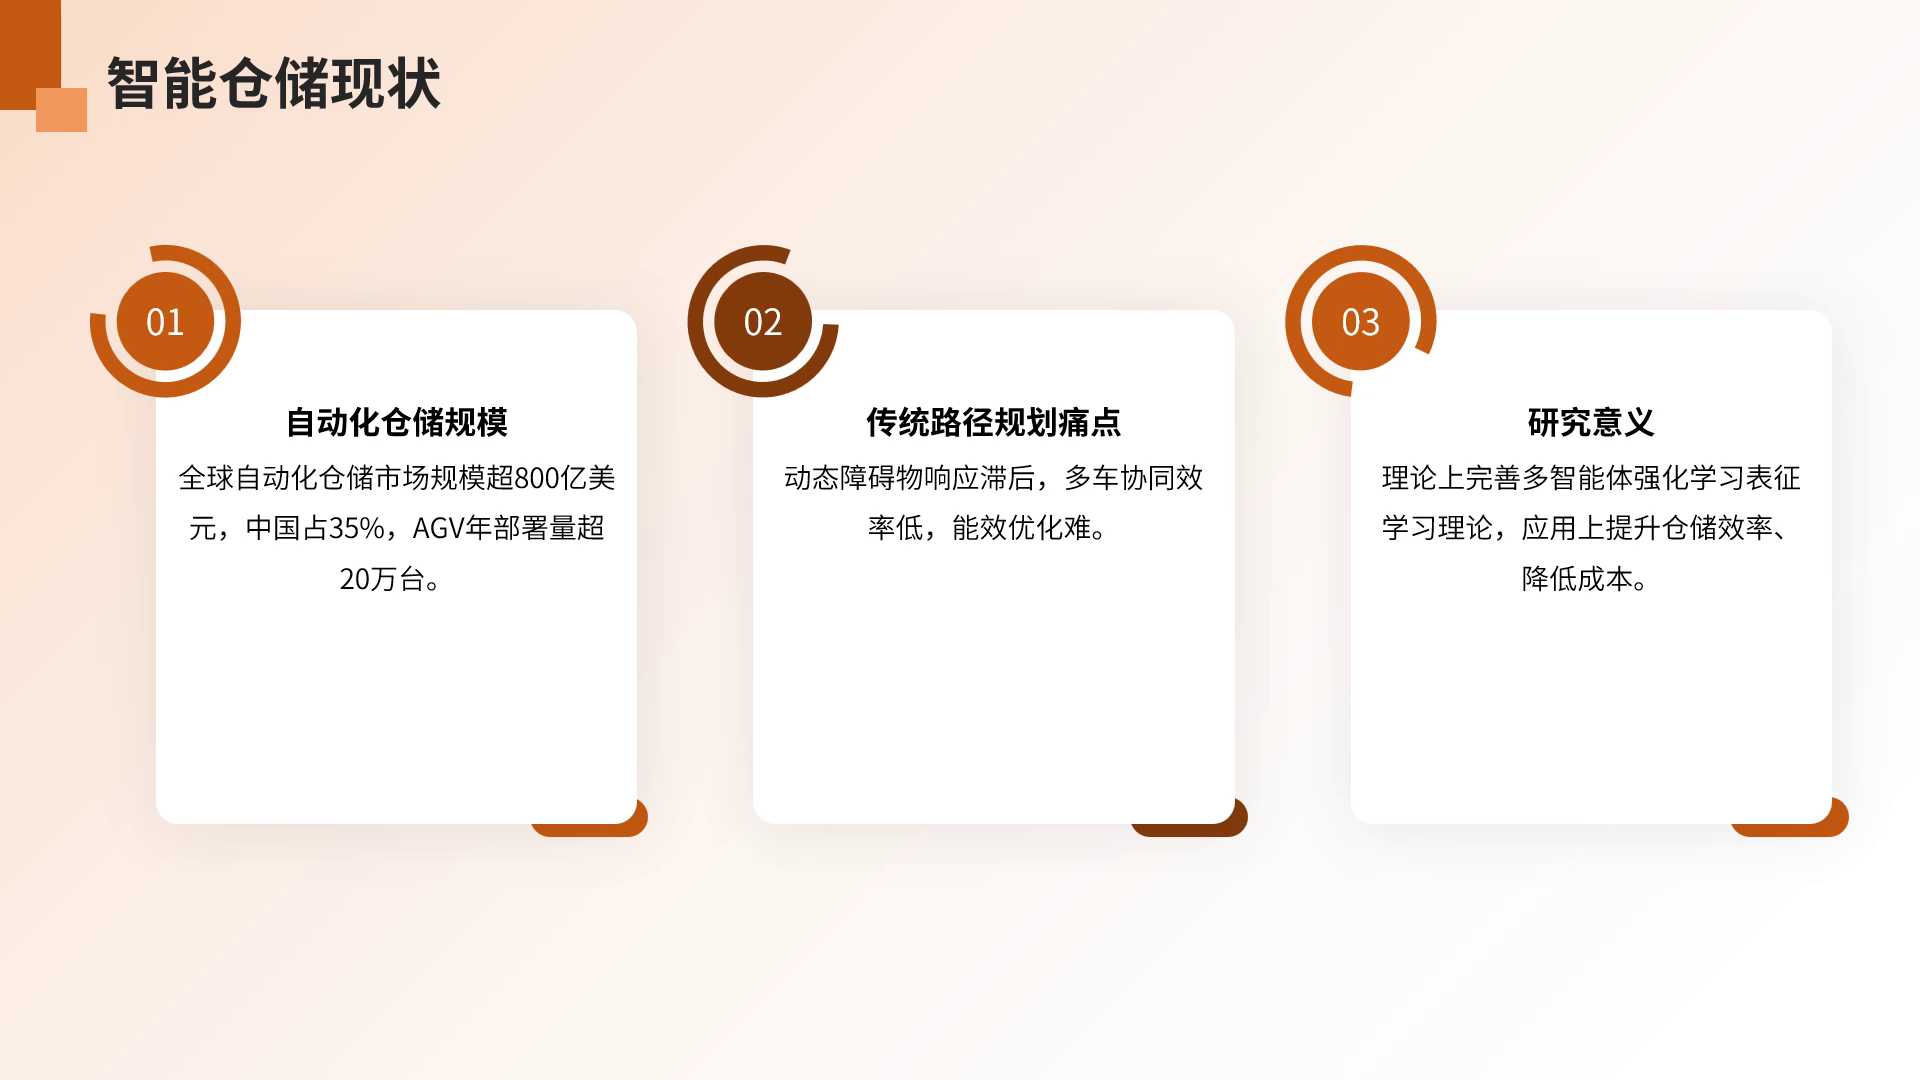 智能仓储现状
01
自动化仓储规模
全球自动化仓储市场规模超800亿美
元，中国占35%，AGV年部署量超
20万台。
02
传统路径规划痛点
动态障碍物响应滞后，多车协同效
率低，能效优化难。
03
研究意义
理论上完善多智能体强化学习表征
学习理论，应用上提升仓储效率、
降低成本。